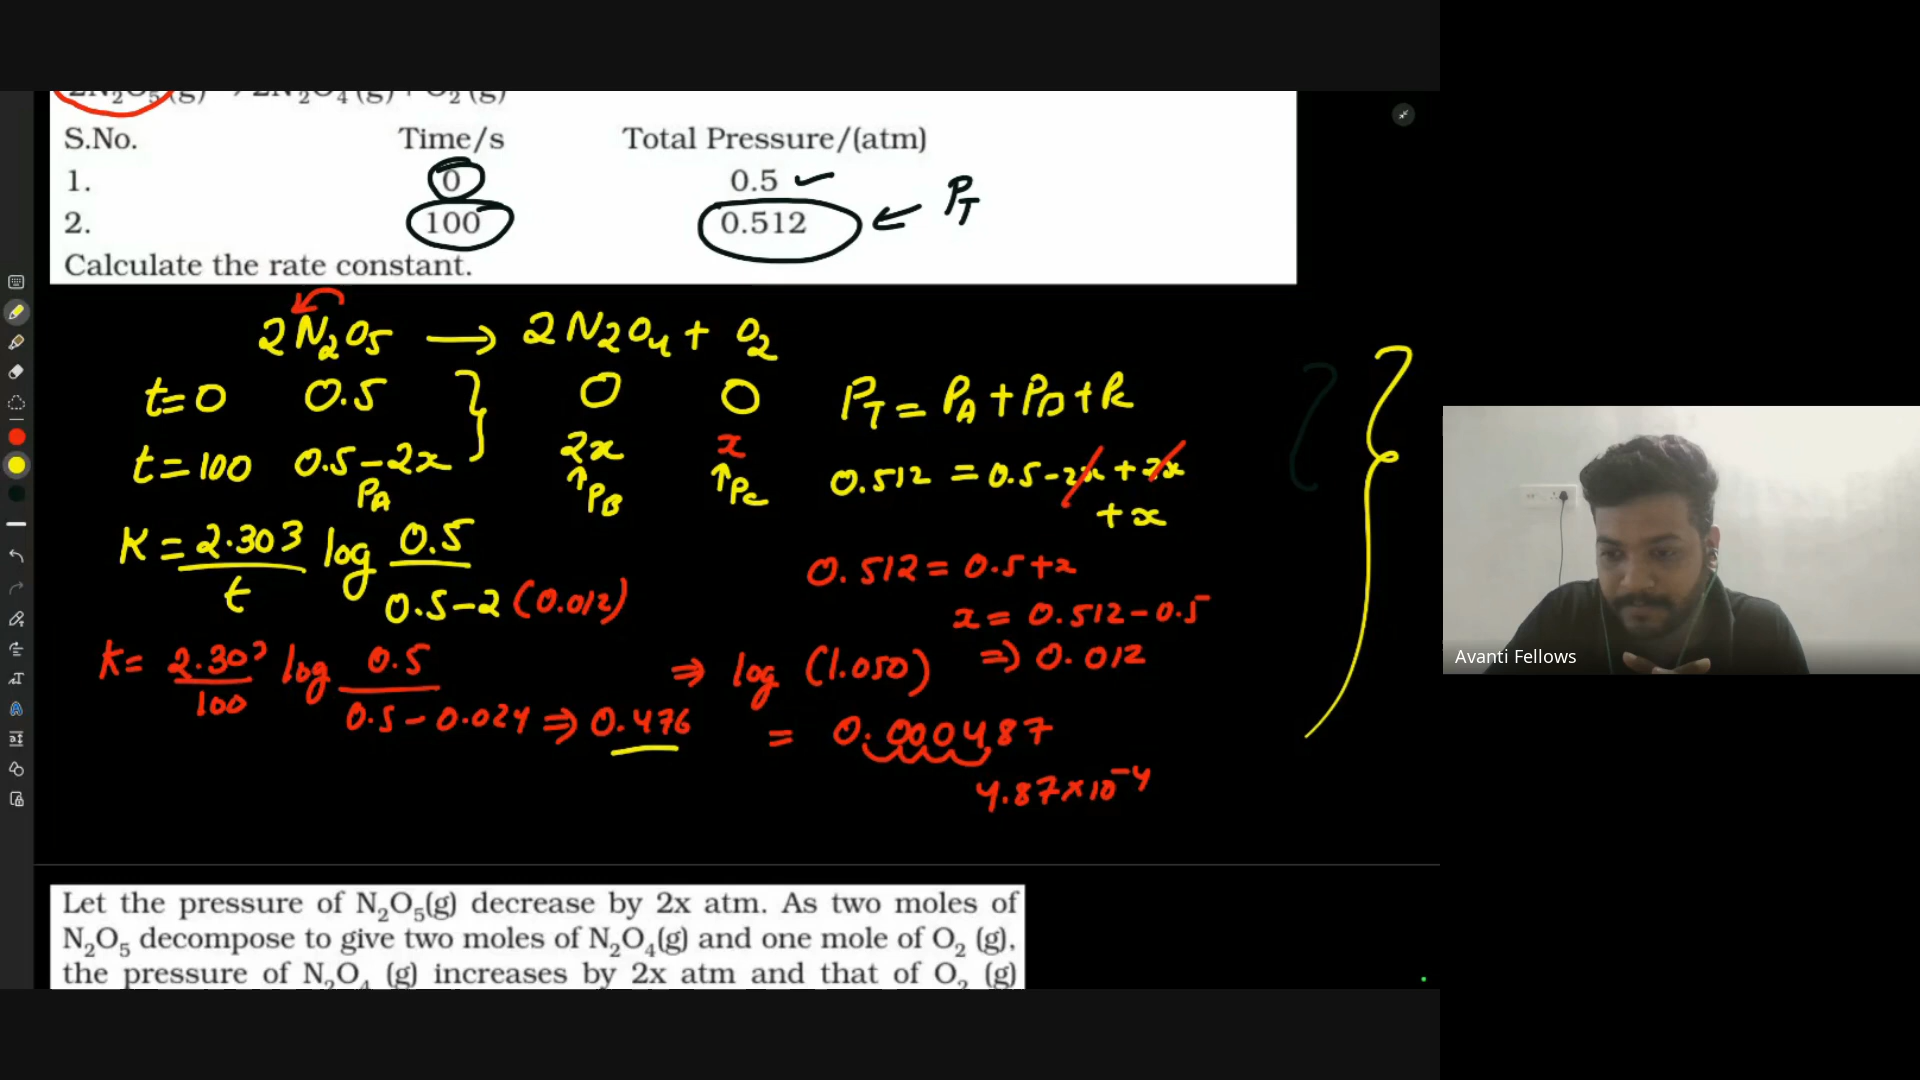 2N₂O₅(g) → 2N₂O₄(g) + O₂(g)
S.No. Time/s Total Pressure/(atm)
1. 0 0.5
2. 100 0.512
P_T
Calculate the rate constant.
2N₂O₅ → 2N₂O₄ + O₂
t=0 0.5 0 0
P_T = P_A + P_B + P_C
t=100 0.5-2x 2x x
P_A P_B P_C
0.512 = 0.5-2x + 2x
+ x
K = 2.303/t log 0.5/0.5-2(0.012)
0.512 = 0.5+x
x = 0.512-0.5
⇒ 0.012
K = 2.303/100 log 0.5/0.5-0.024 ⇒ 0.476
⇒ log (1.050)
= 0.000487
4.87×10⁻⁴
Let the pressure of N₂O₅(g) decrease by 2x atm. As two moles of
N₂O₅ decompose to give two moles of N₂O₄(g) and one mole of O₂ (g),
the pressure of N₂O₄ (g) increases by 2x atm and that of O₂ (g)
Avanti Fellows